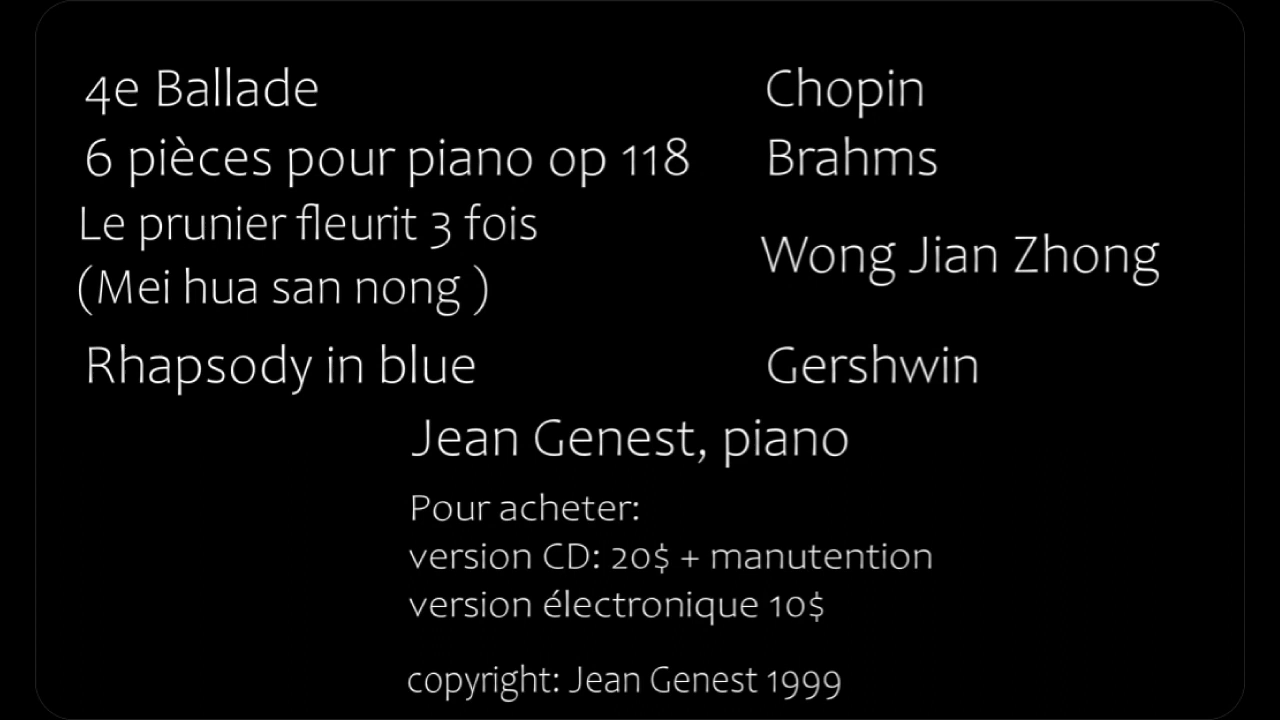 4e Ballade Chopin
6 pièces pour piano op 118 Brahms
Le prunier fleurit 3 fois
(Mei hua san nong ) Wong Jian Zhong
Rhapsody in blue Gershwin
Jean Genest, piano
Pour acheter:
version CD: 20$ + manutention
version électronique 10$
copyright: Jean Genest 1999